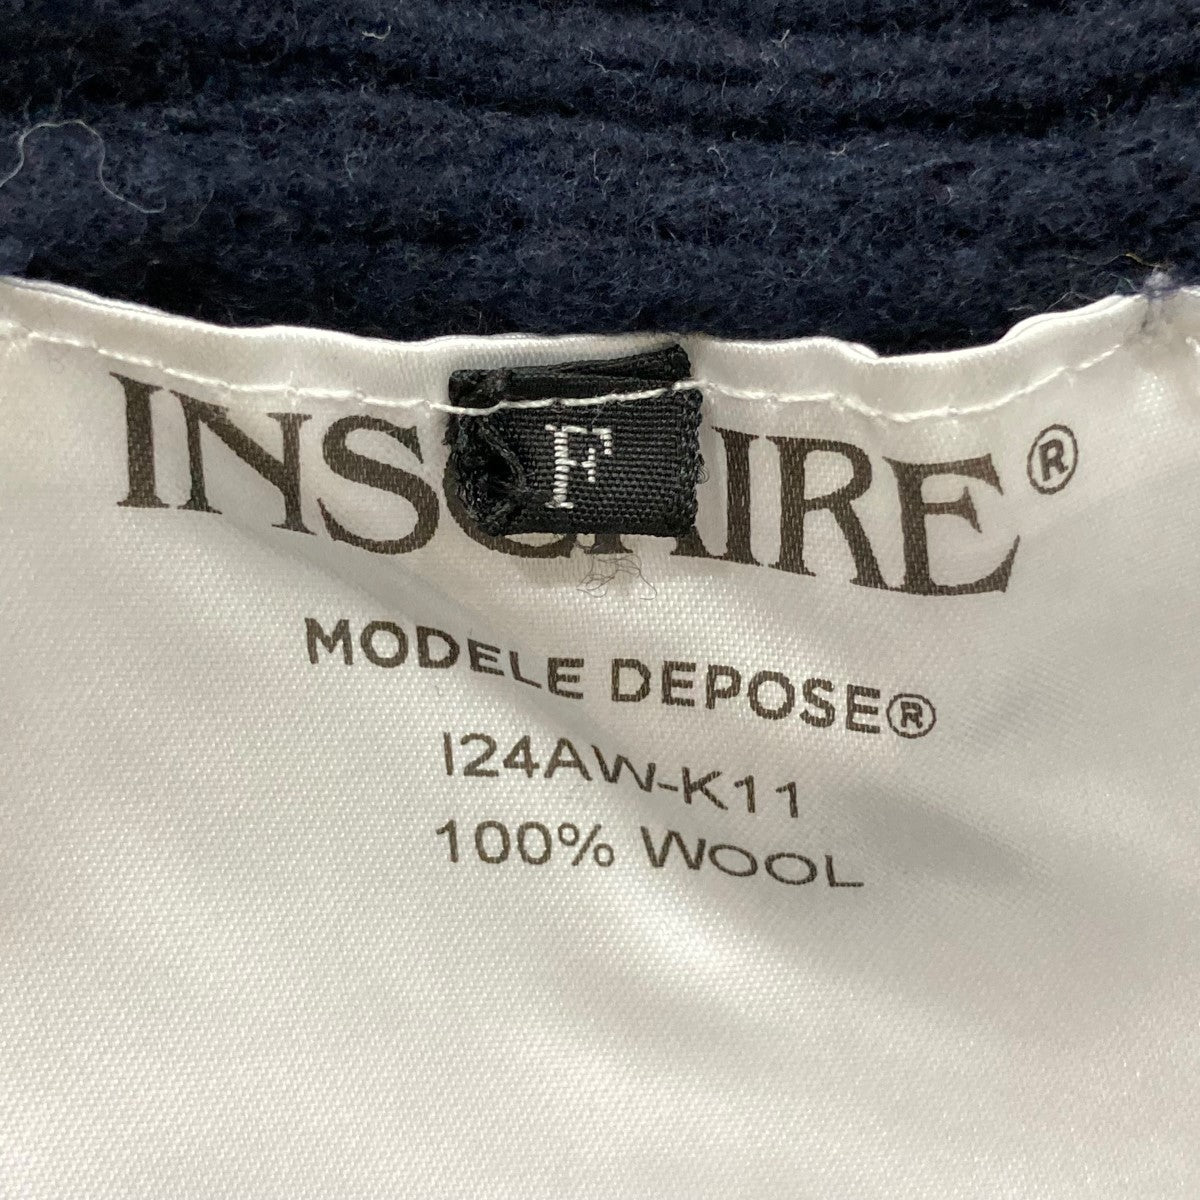 INSCRIRE®
F
MODELE DEPOSE®
I24AW-K11
100% WOOL